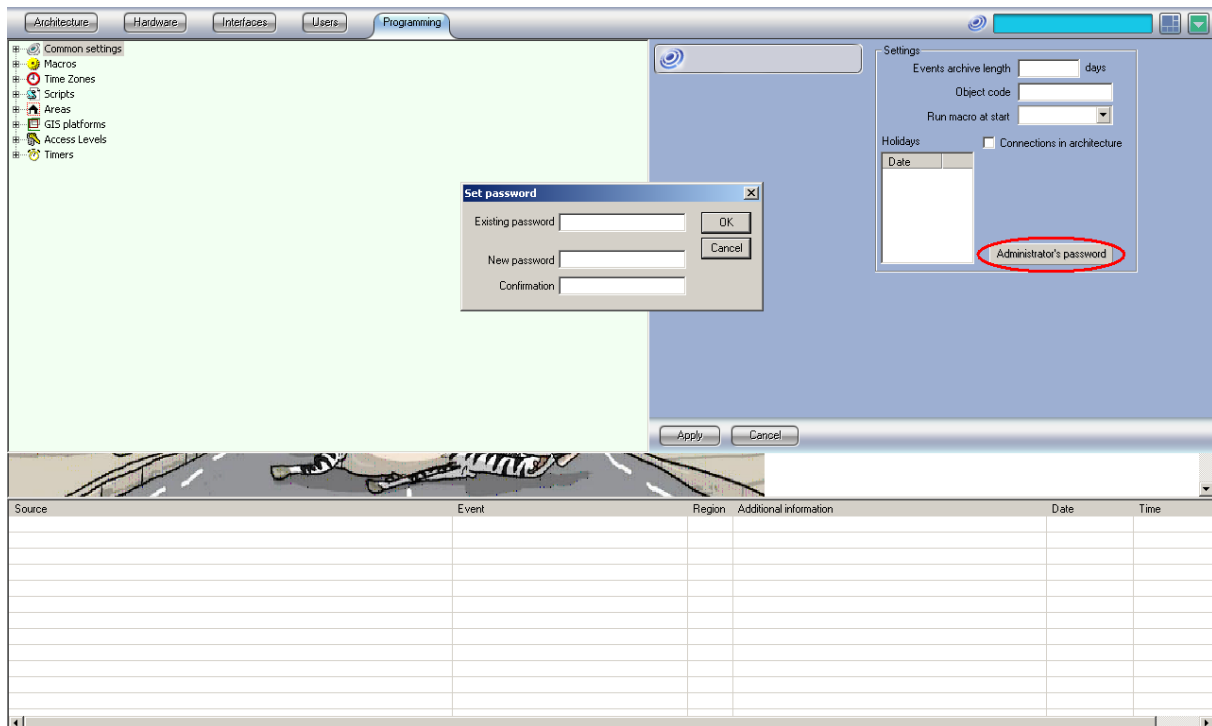 Architecture Hardware Interfaces Users Programming
Common settings
Macros
Time Zones
Scripts
Areas
GIS platforms
Access Levels
Timers
Settings
Events archive length days
Object code
Run macro at start
Holidays Connections in architecture
Date
Administrator's password
Set password
Existing password OK
Cancel
New password
Confirmation
Apply Cancel
Source Event Region Additional information Date Time